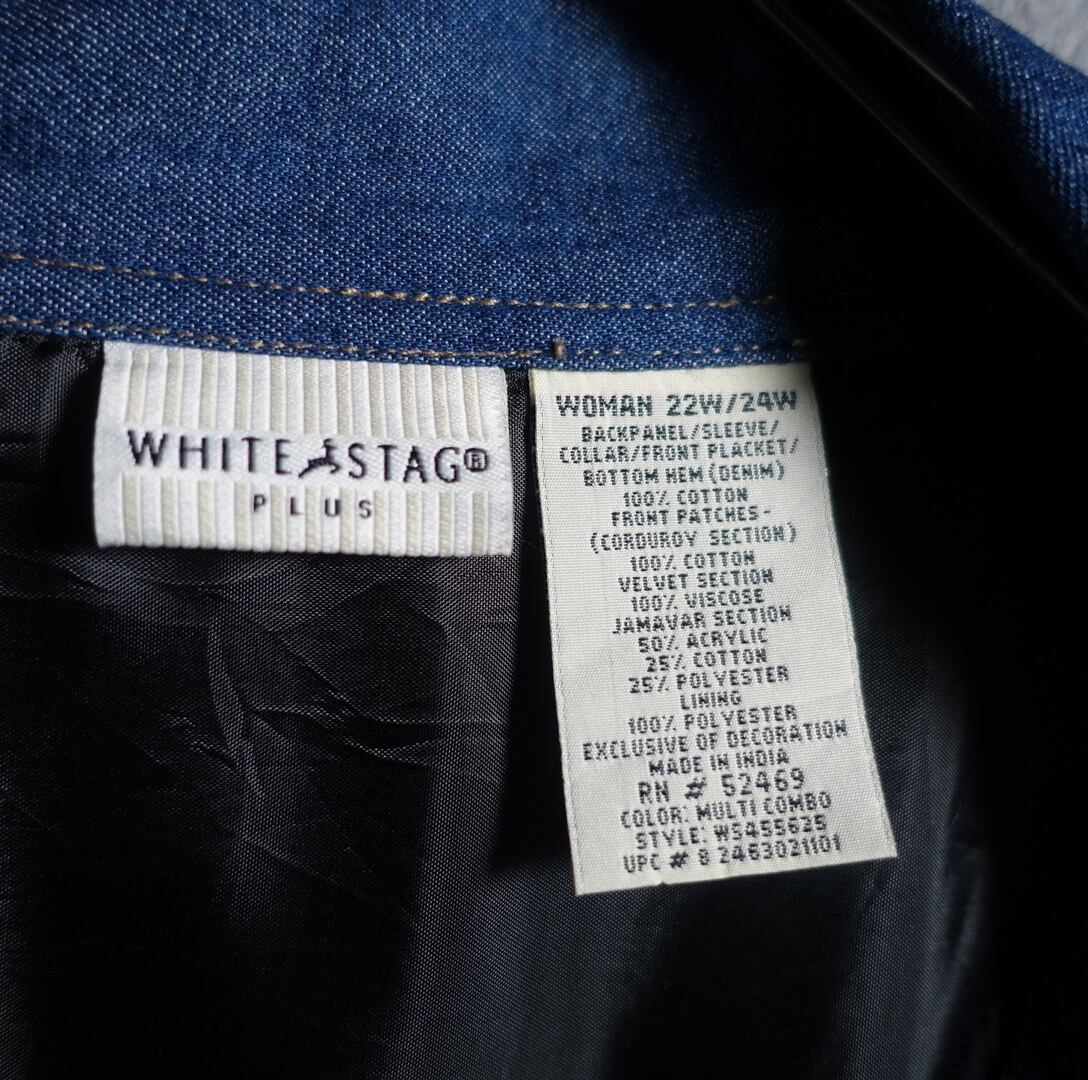 WHITE STAG®
PLUS
WOMAN 22W/24W
BACKPANEL/SLEEVE/
COLLAR/FRONT PLACKET/
BOTTOM HEM (DENIM)
100% COTTON
FRONT PATCHES-
(CORDUROY SECTION)
100% COTTON
VELVET SECTION
100% VISCOSE
JAMAVAR SECTION
50% ACRYLIC
25% COTTON
25% POLYESTER
LINING
100% POLYESTER
EXCLUSIVE OF DECORATION
MADE IN INDIA
RN # 52469
COLOR: MULTI COMBO
STYLE: WS455625
UPC # 8 2463021101